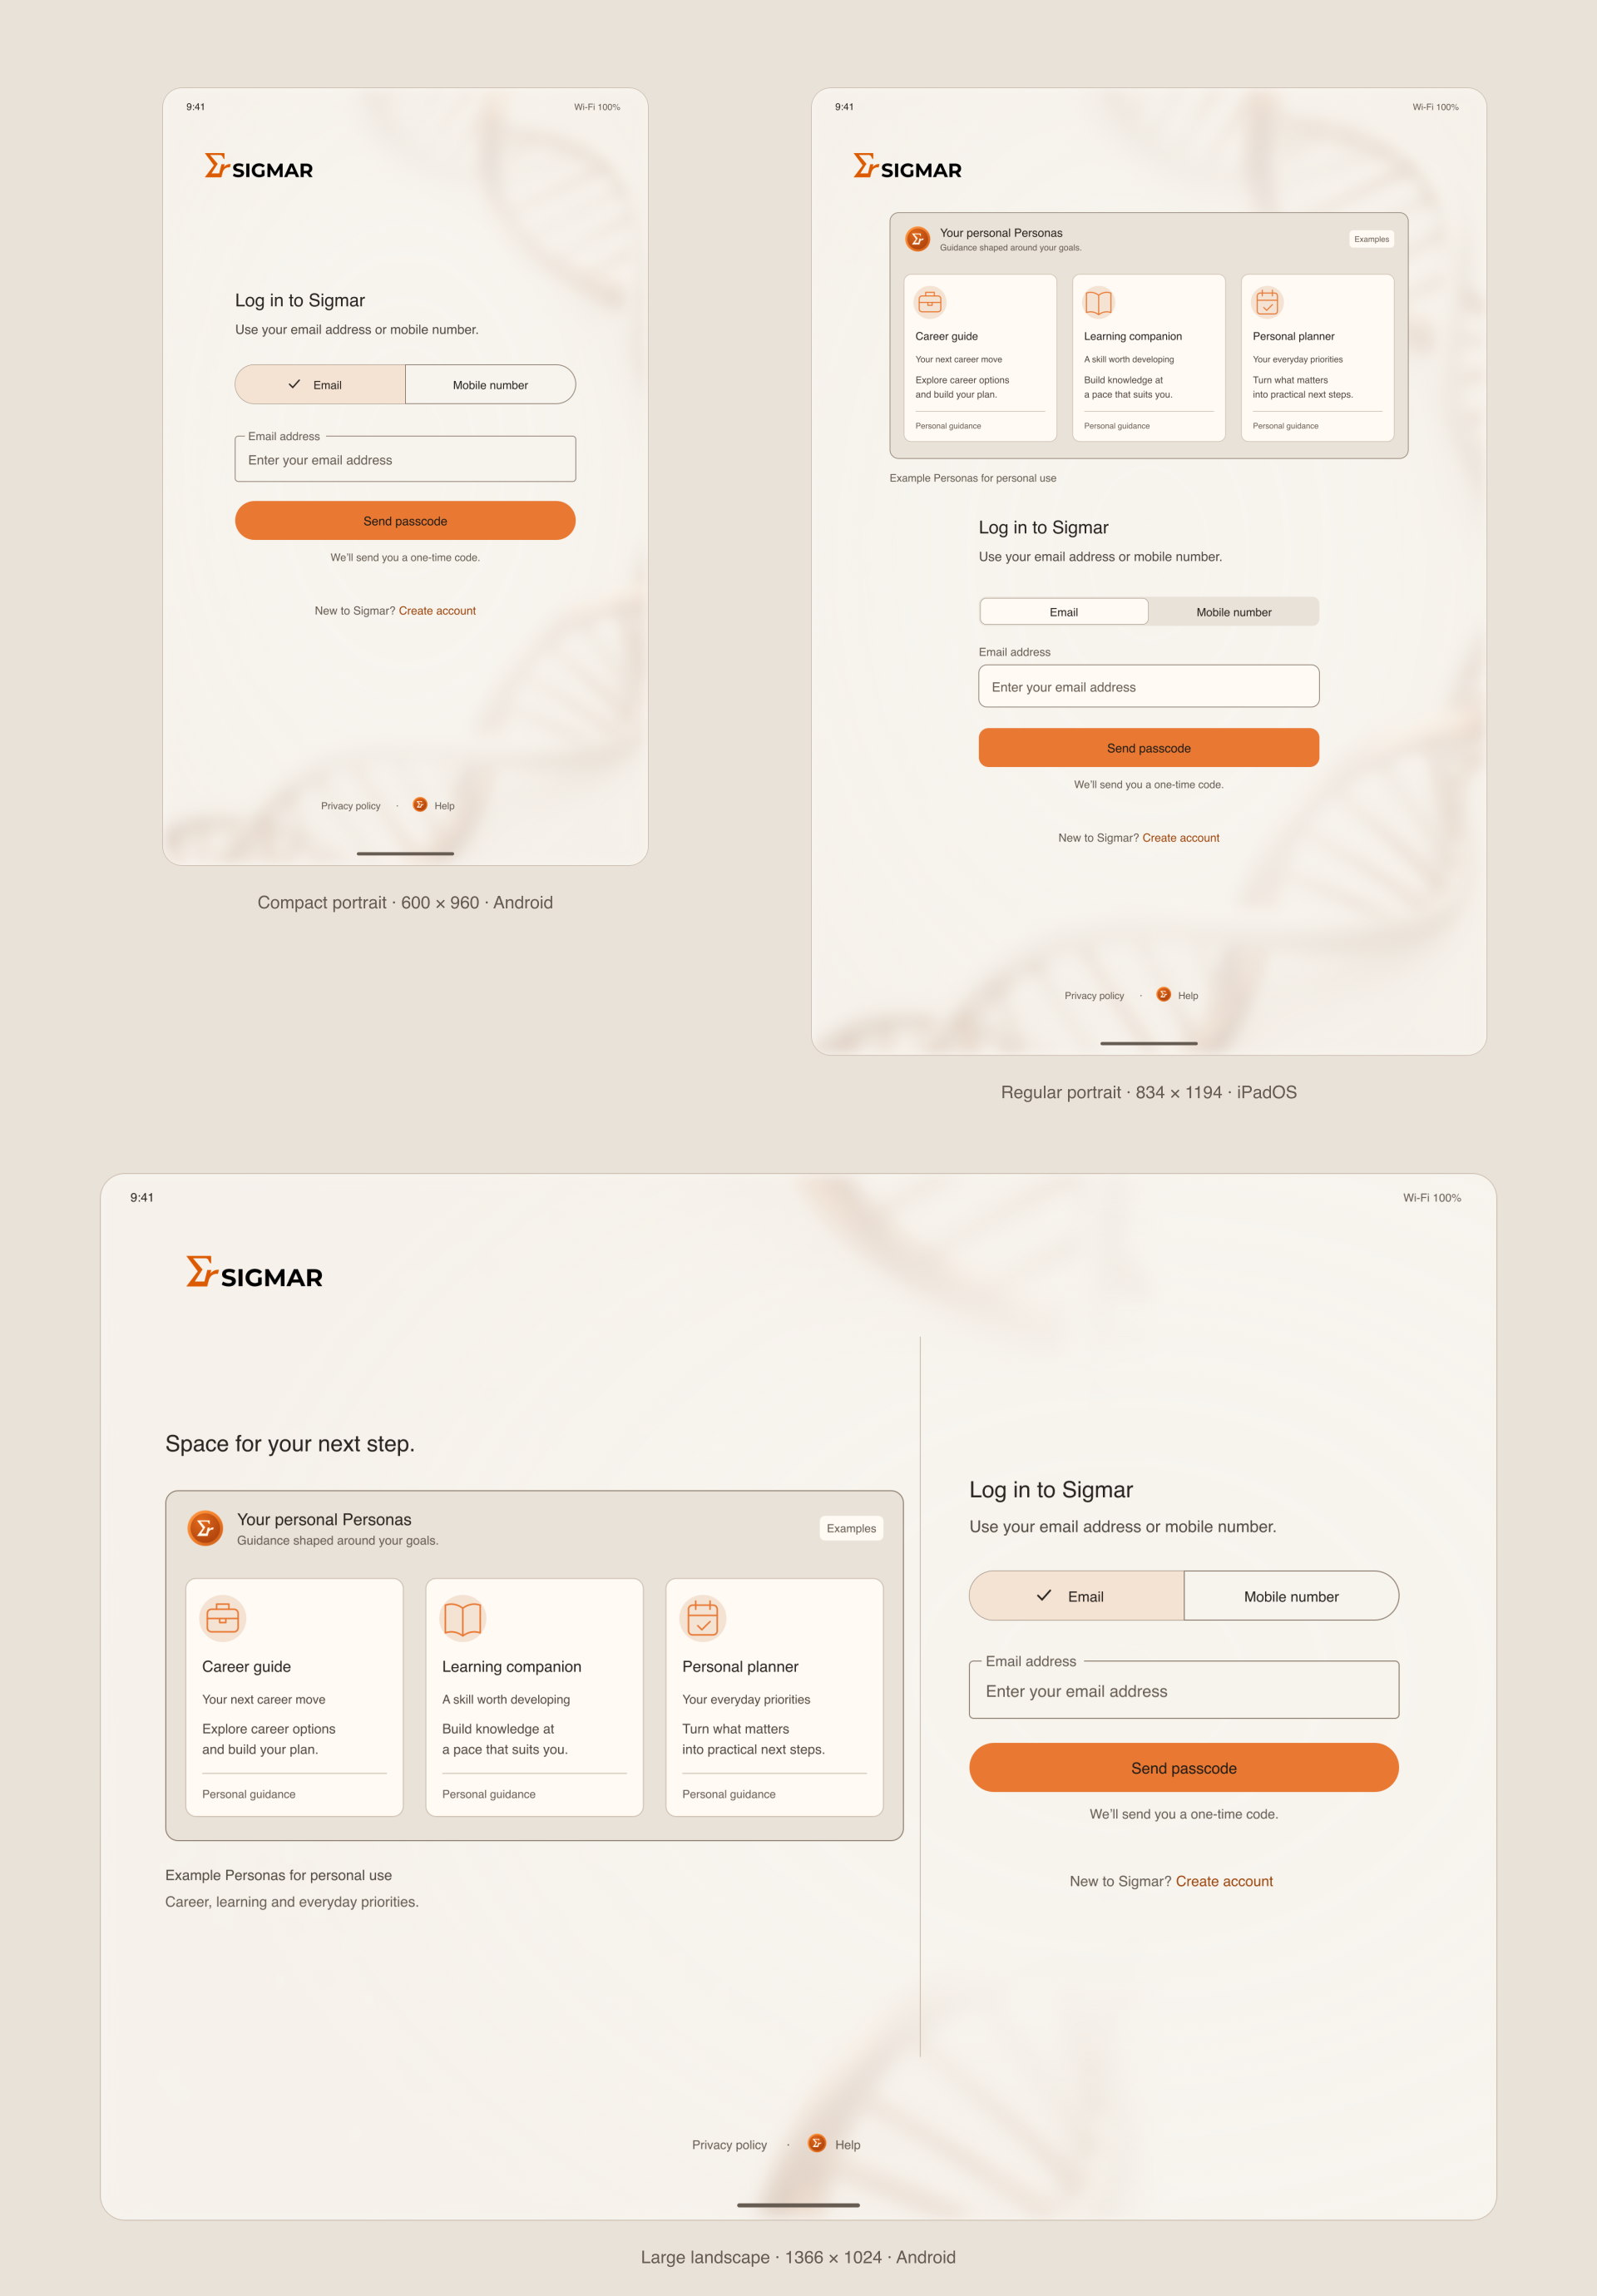 9:41
Wi-Fi 100%
Σr SIGMAR
Log in to Sigmar
Use your email address or mobile number.
Email
Mobile number
Email address
Enter your email address
Send passcode
We'll send you a one-time code.
New to Sigmar? Create account
Privacy policy · Σr Help
Compact portrait · 600 × 960 · Android
9:41
Wi-Fi 100%
Σr SIGMAR
Σr
Your personal Personas
Guidance shaped around your goals.
Examples
Career guide
Your next career move
Explore career options
and build your plan.
Personal guidance
Learning companion
A skill worth developing
Build knowledge at
a pace that suits you.
Personal guidance
Personal planner
Your everyday priorities
Turn what matters
into practical next steps.
Personal guidance
Example Personas for personal use
Log in to Sigmar
Use your email address or mobile number.
Email
Mobile number
Email address
Enter your email address
Send passcode
We'll send you a one-time code.
New to Sigmar? Create account
Privacy policy · Σr Help
Regular portrait · 834 × 1194 · iPadOS
9:41
Wi-Fi 100%
Σr SIGMAR
Space for your next step.
Σr
Your personal Personas
Guidance shaped around your goals.
Examples
Career guide
Your next career move
Explore career options
and build your plan.
Personal guidance
Learning companion
A skill worth developing
Build knowledge at
a pace that suits you.
Personal guidance
Personal planner
Your everyday priorities
Turn what matters
into practical next steps.
Personal guidance
Example Personas for personal use
Career, learning and everyday priorities.
Log in to Sigmar
Use your email address or mobile number.
Email
Mobile number
Email address
Enter your email address
Send passcode
We'll send you a one-time code.
New to Sigmar? Create account
Privacy policy · Σr Help
Large landscape · 1366 × 1024 · Android